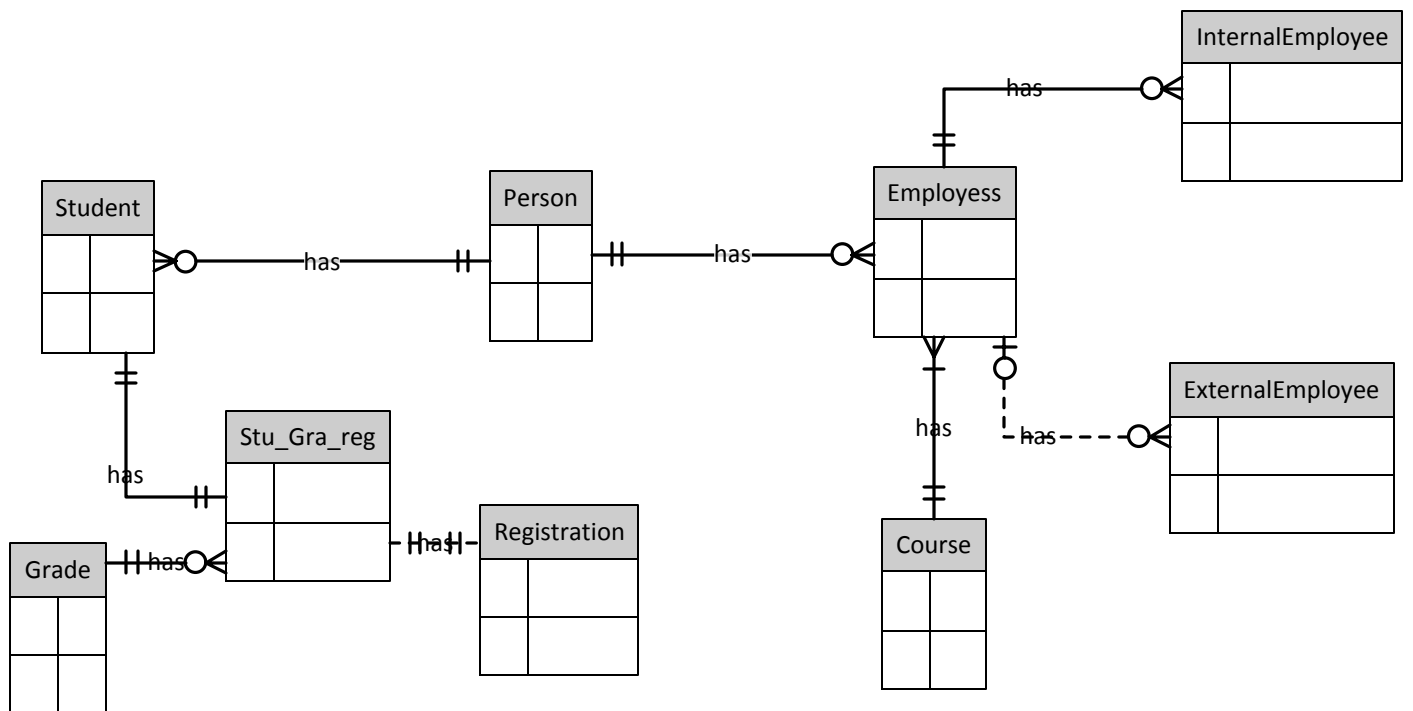 InternalEmployee
has
Student
Person
Employess
has
has
ExternalEmployee
has
has
Stu_Gra_reg
has
Registration
Course
has
has
Grade